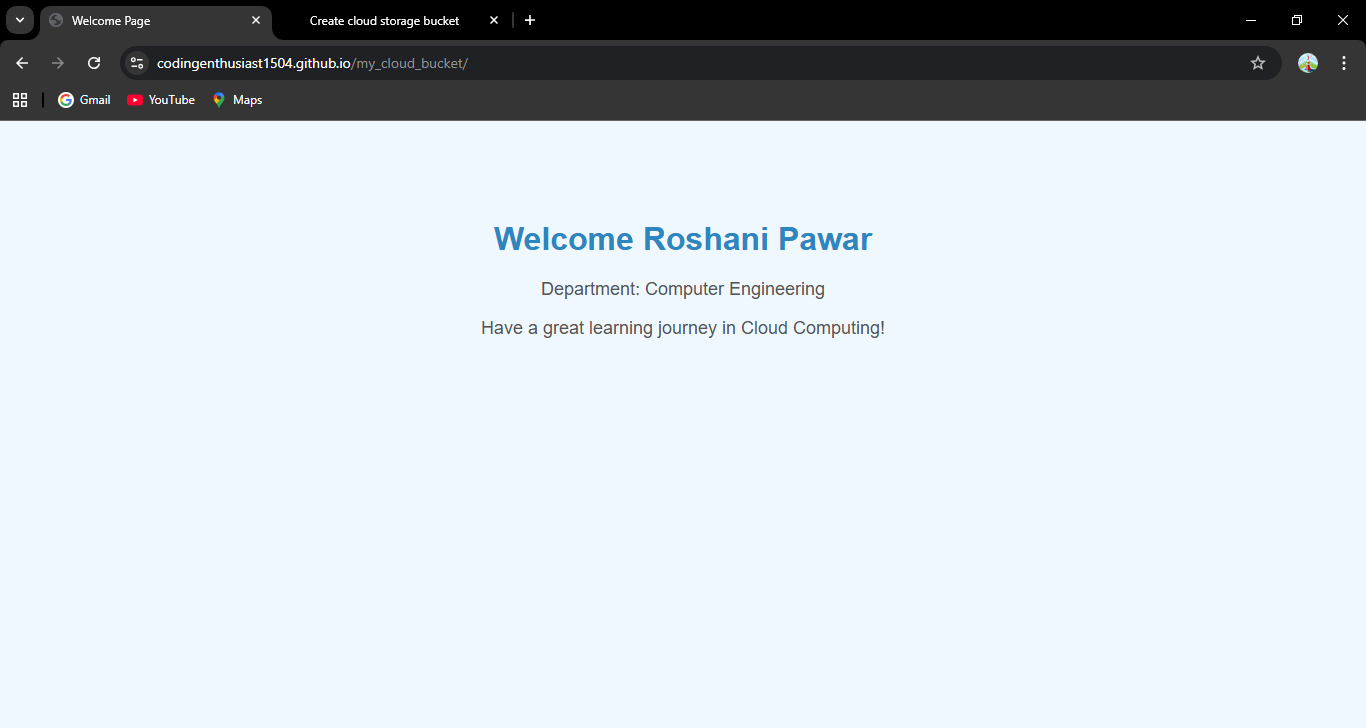 Welcome Page
Create cloud storage bucket
codingenthusiast1504.github.io/my_cloud_bucket/
Gmail
YouTube
Maps
Welcome Roshani Pawar
Department: Computer Engineering
Have a great learning journey in Cloud Computing!